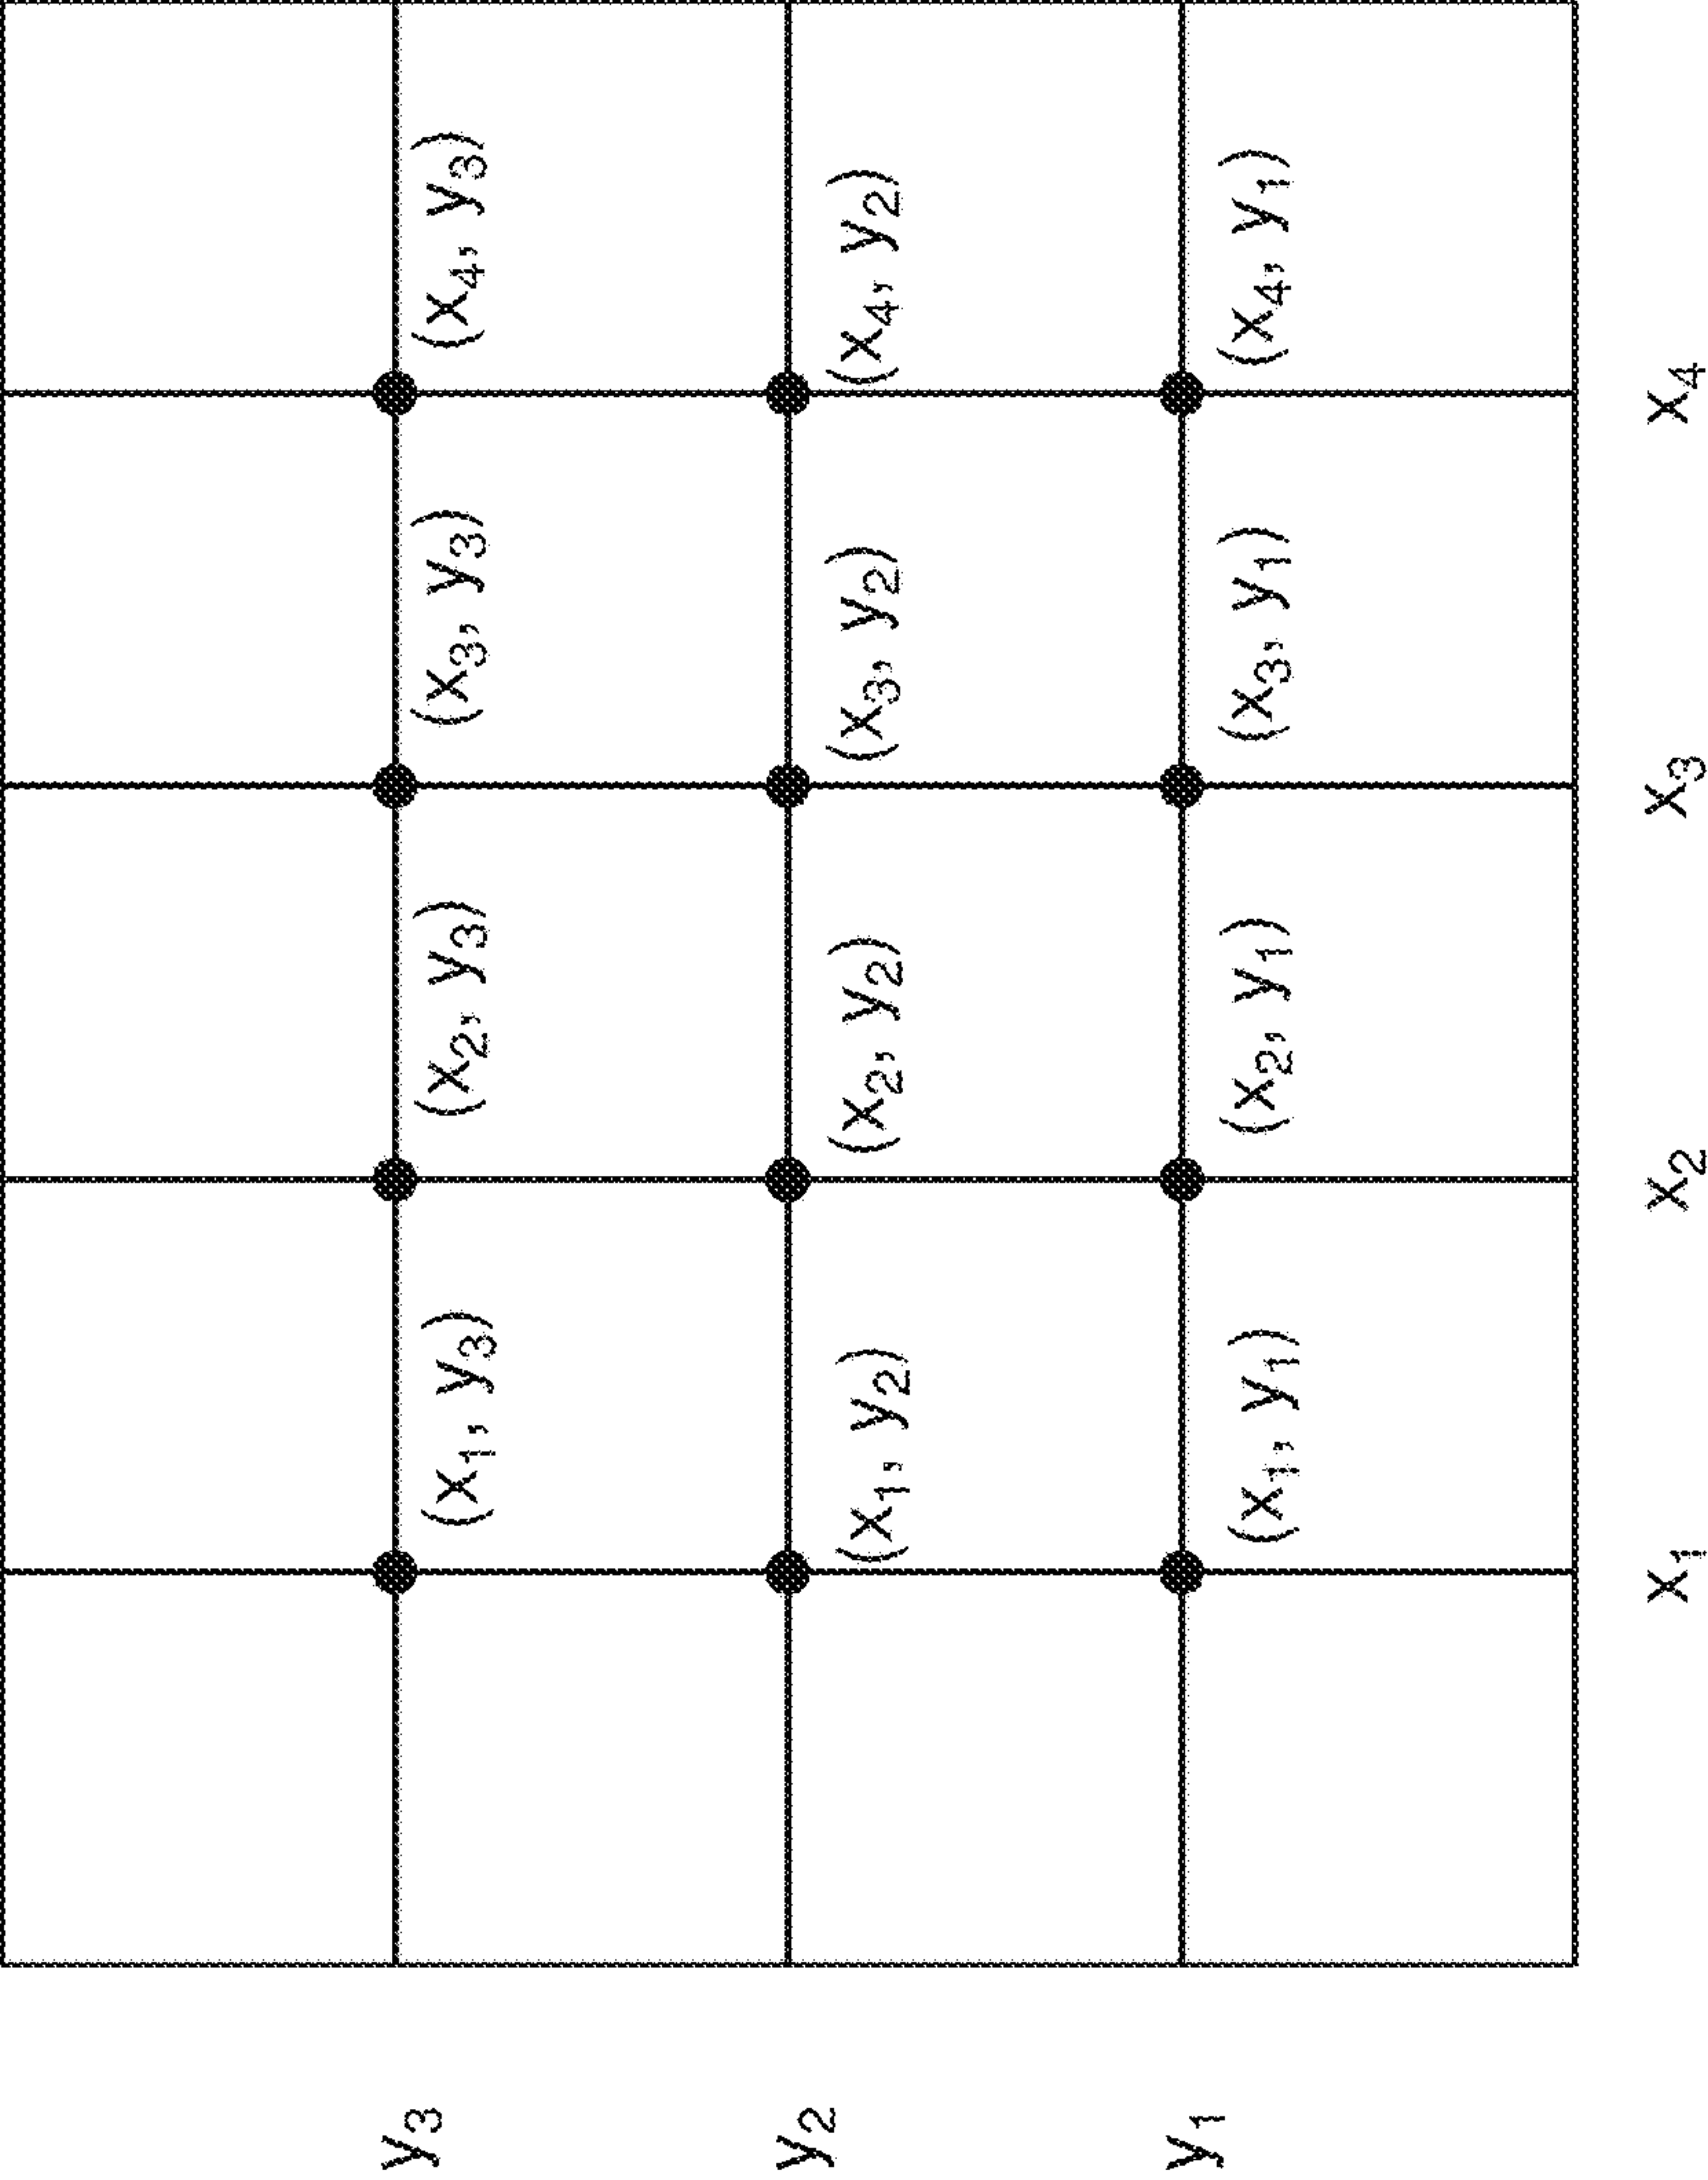 y3 (x1, y3) (x2, y3) (x3, y3) (x4, y3)
y2 (x1, y2) (x2, y2) (x3, y2) (x4, y2)
y1 (x1, y1) (x2, y1) (x3, y1) (x4, y1)
x1 x2 x3 x4